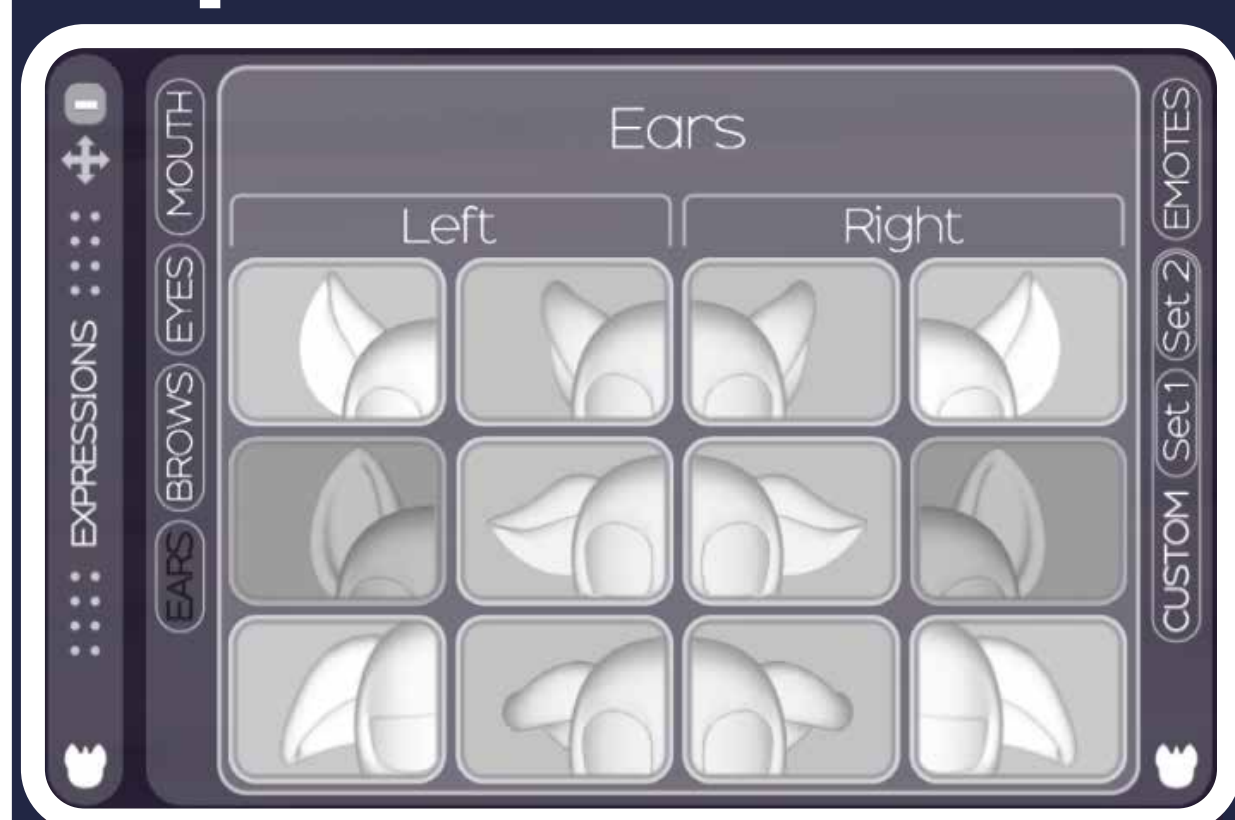 EXPRESSIONS
EARS
BROWS
EYES
MOUTH
Ears
Left
Right
CUSTOM
Set 1
Set 2
EMOTES